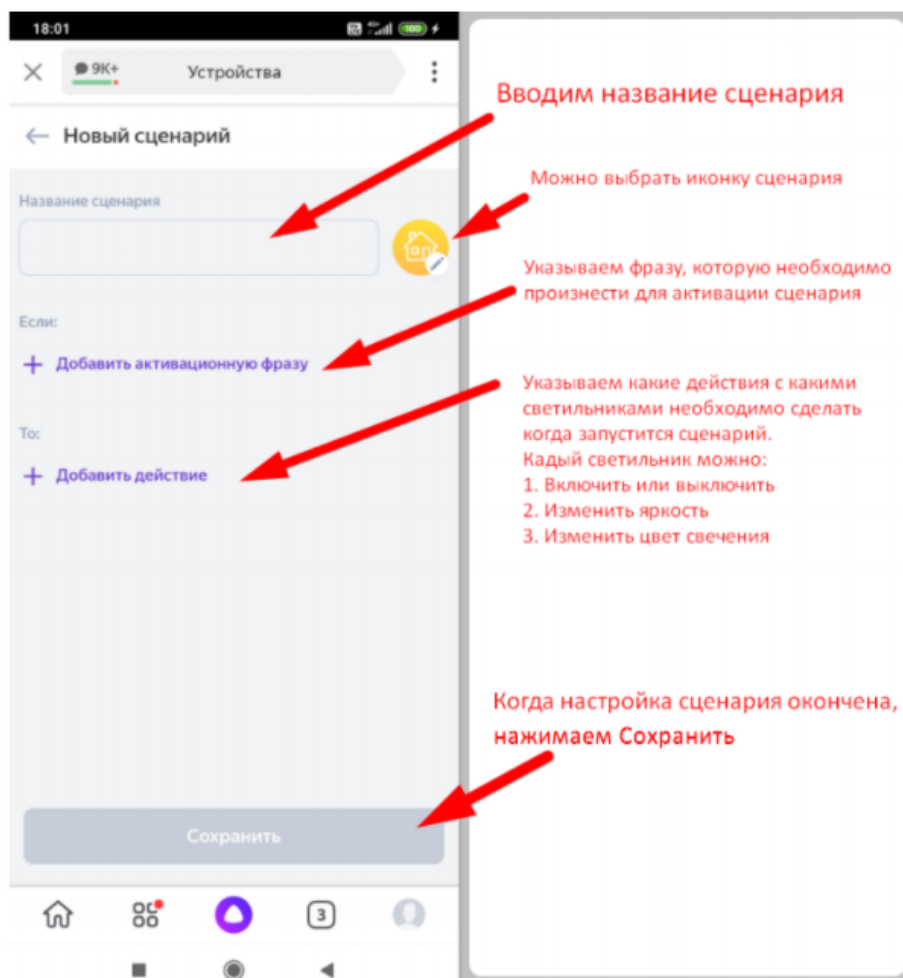 18:01
100
9K+
Устройства
Новый сценарий
Название сценария
Если:
+ Добавить активационную фразу
То:
+ Добавить действие
Сохранить
3
Вводим название сценария
Можно выбрать иконку сценария
Указываем фразу, которую необходимо
произнести для активации сценария
Указываем какие действия с какими
светильниками необходимо сделать
когда запустится сценарий.
Кадый светильник можно:
1. Включить или выключить
2. Изменить яркость
3. Изменить цвет свечения
Когда настройка сценария окончена,
нажимаем Сохранить